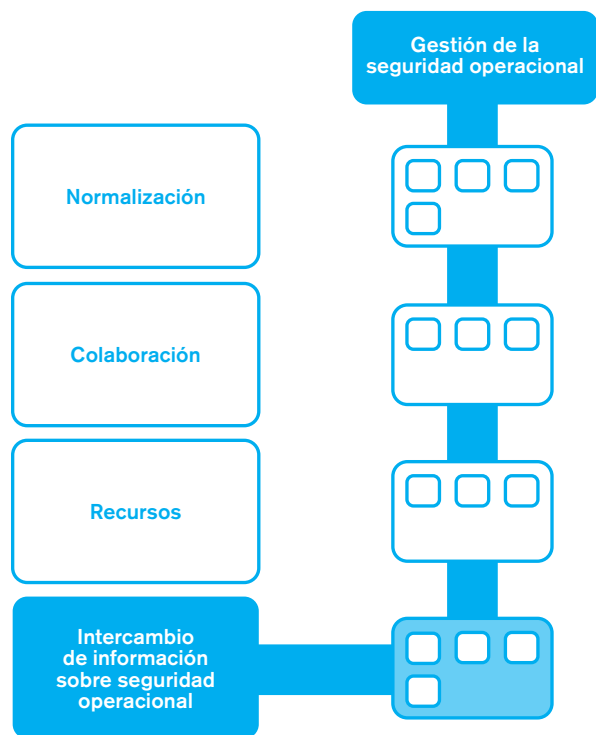 Gestión de la
seguridad operacional
Normalización
Colaboración
Recursos
Intercambio
de información
sobre seguridad
operacional